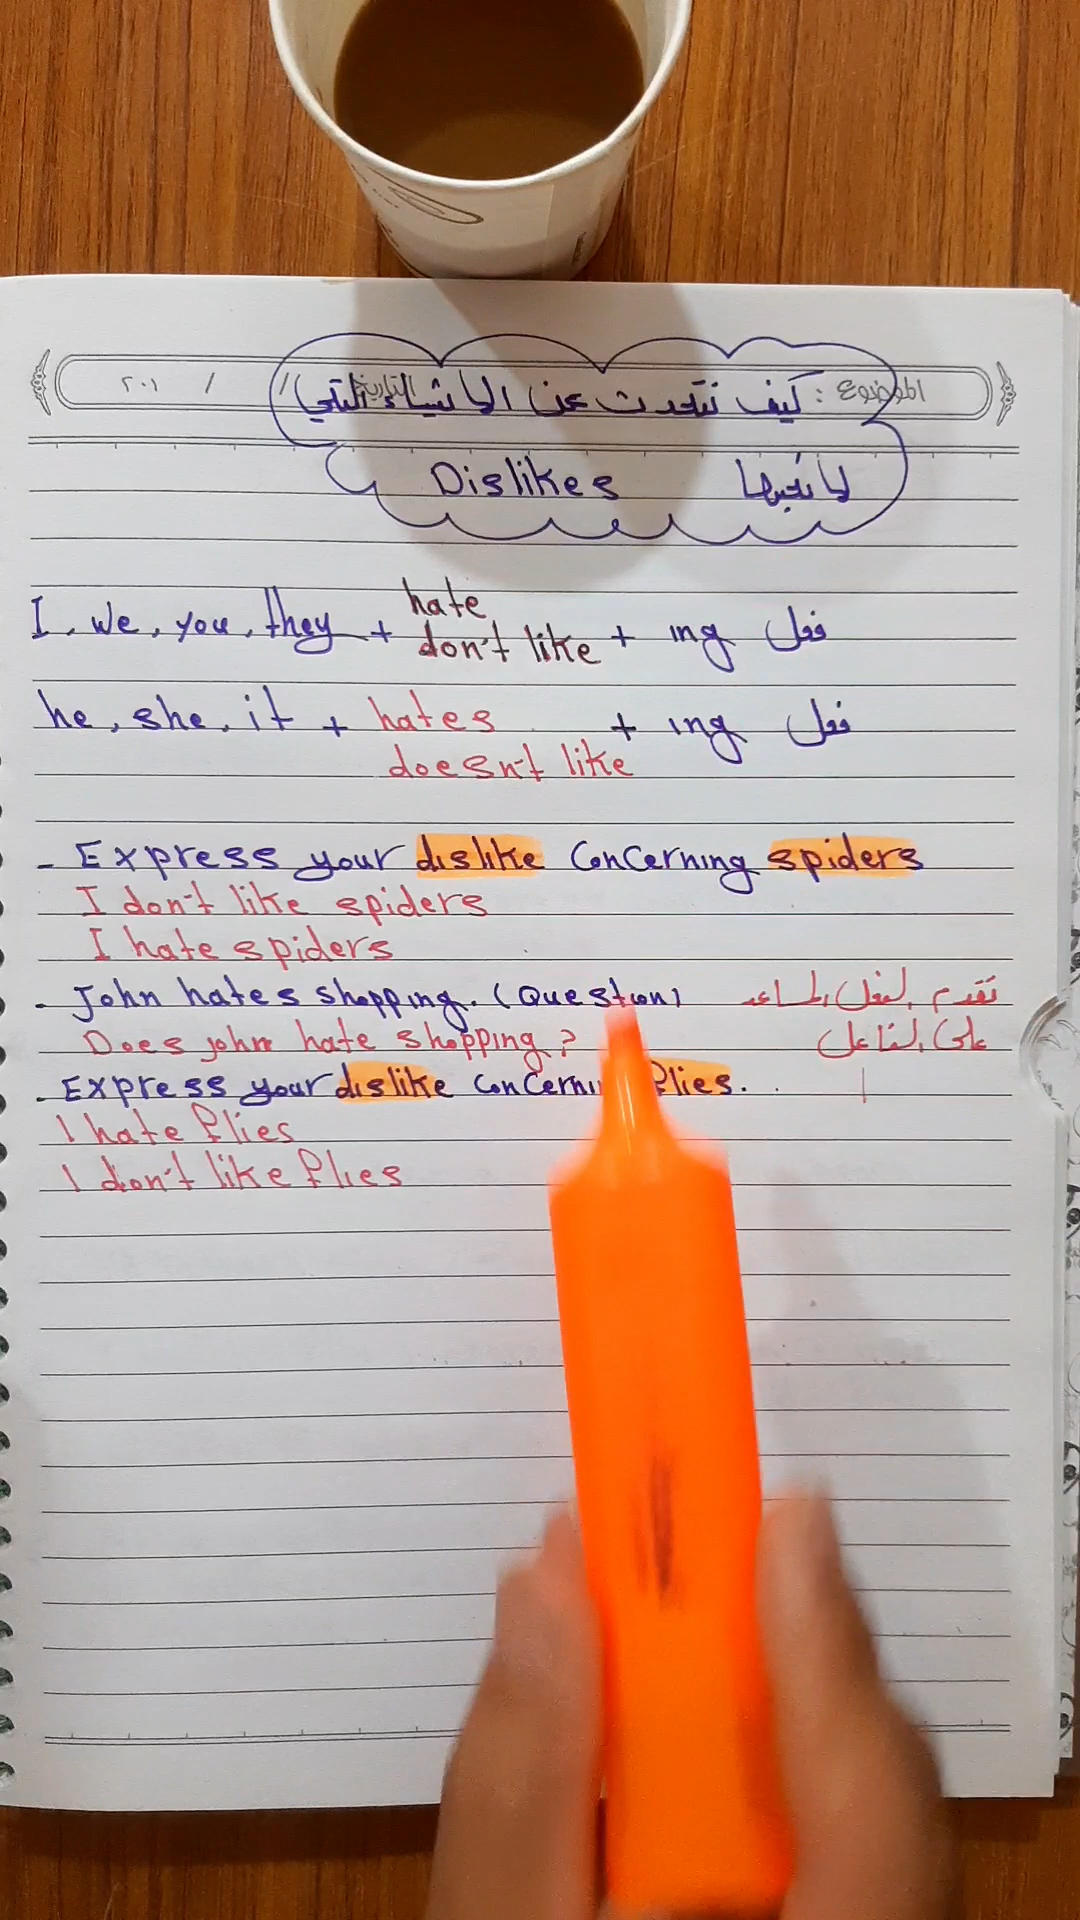 الموضوع : كيف نتحدث عن الاشياء التي التاريخ / / ٢٠١
لا نحبها Dislikes
hate
I, we, you, they + don't like + ing فعل
he, she, it + hates + ing فعل
doesn't like
- Express your dislike concerning spiders
I don't like spiders
I hate spiders
- John hates shopping. (Question) نقدم الفعل المساعد
Does john hate shopping? على الفاعل
- Express your dislike concerning flies.
I hate flies
I don't like flies